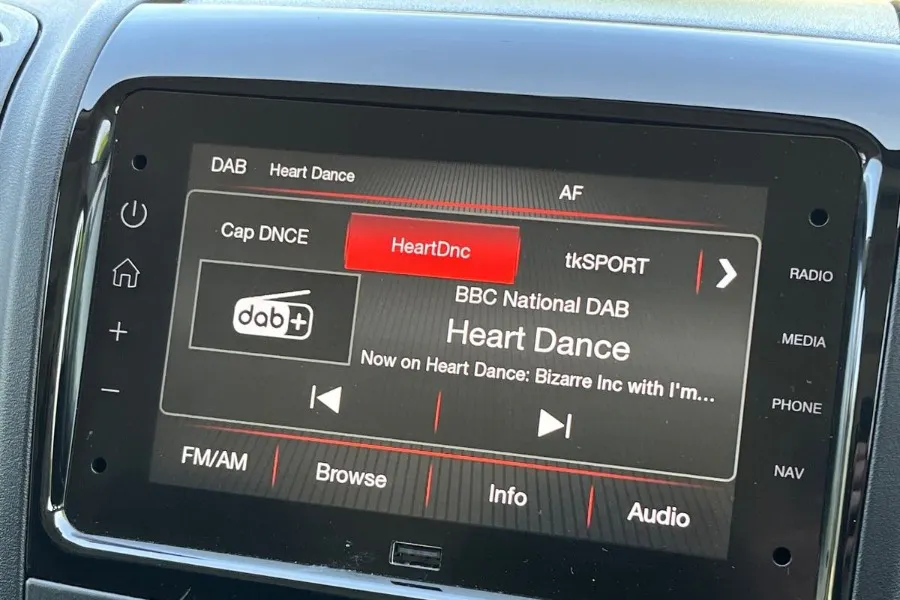 DAB Heart Dance AF
Cap DNCE HeartDnc tkSPORT
dab+
BBC National DAB
Heart Dance
Now on Heart Dance: Bizarre Inc with I'm...
FM/AM Browse Info Audio
RADIO
MEDIA
PHONE
NAV